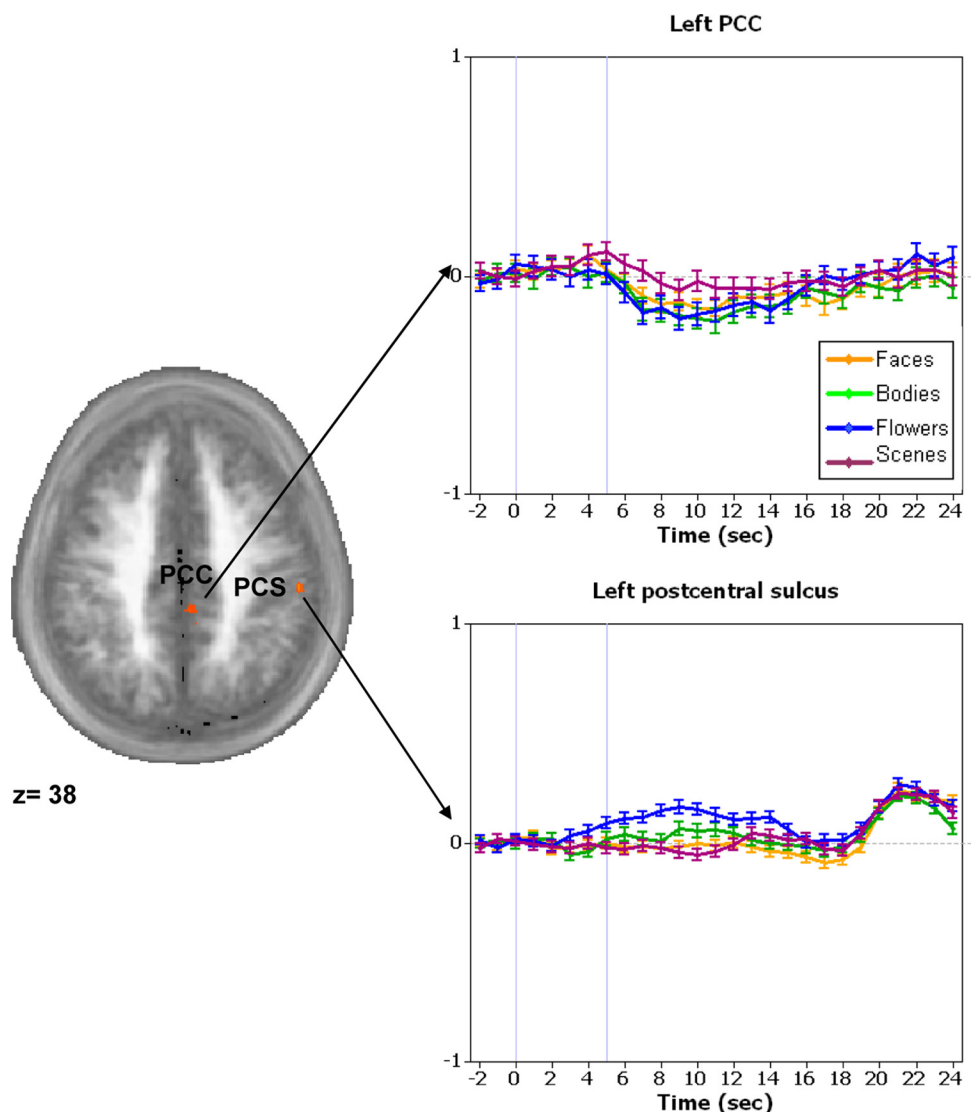 Left PCC
1
0
-1
-2 0 2 4 6 8 10 12 14 16 18 20 22 24
Time (sec)
Faces
Bodies
Flowers
Scenes
PCC
PCS
z= 38
Left postcentral sulcus
1
0
-1
-2 0 2 4 6 8 10 12 14 16 18 20 22 24
Time (sec)